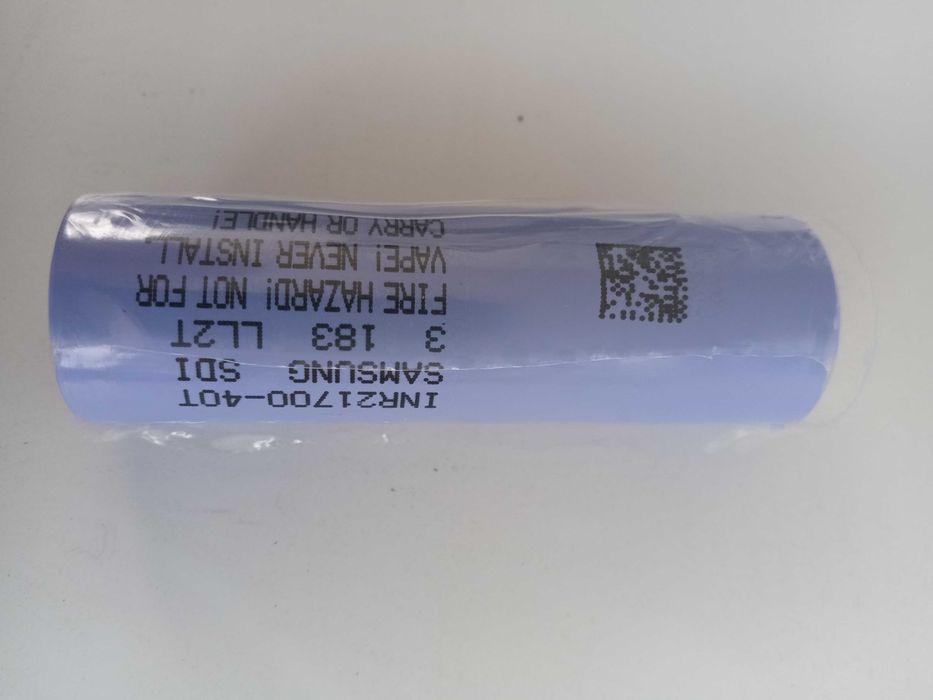 INR21700-40T
SAMSUNG SDI
3 183 LL2T
FIRE HAZARD! NOT FOR
VAPE! NEVER INSTALL.
CARRY OR HANDLE!